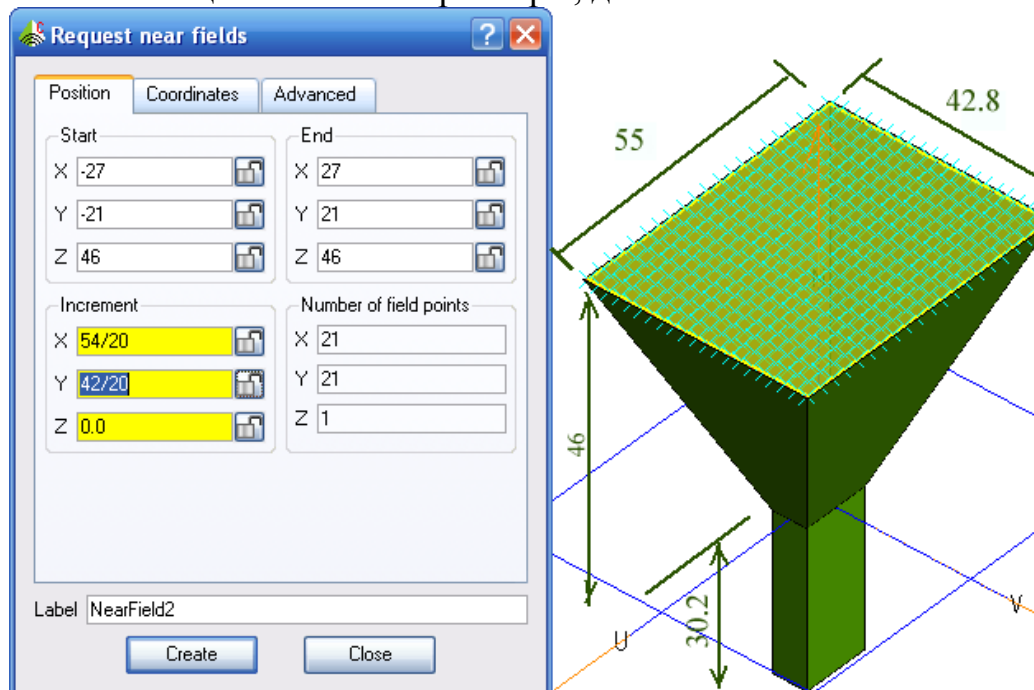 Request near fields
Position Coordinates Advanced
Start End
X -27 X 27
Y -21 Y 21
Z 46 Z 46
Increment Number of field points
X 54/20 X 21
Y 42/20 Y 21
Z 0.0 Z 1
Label NearField2
Create Close
55
42.8
46
30.2
U
V